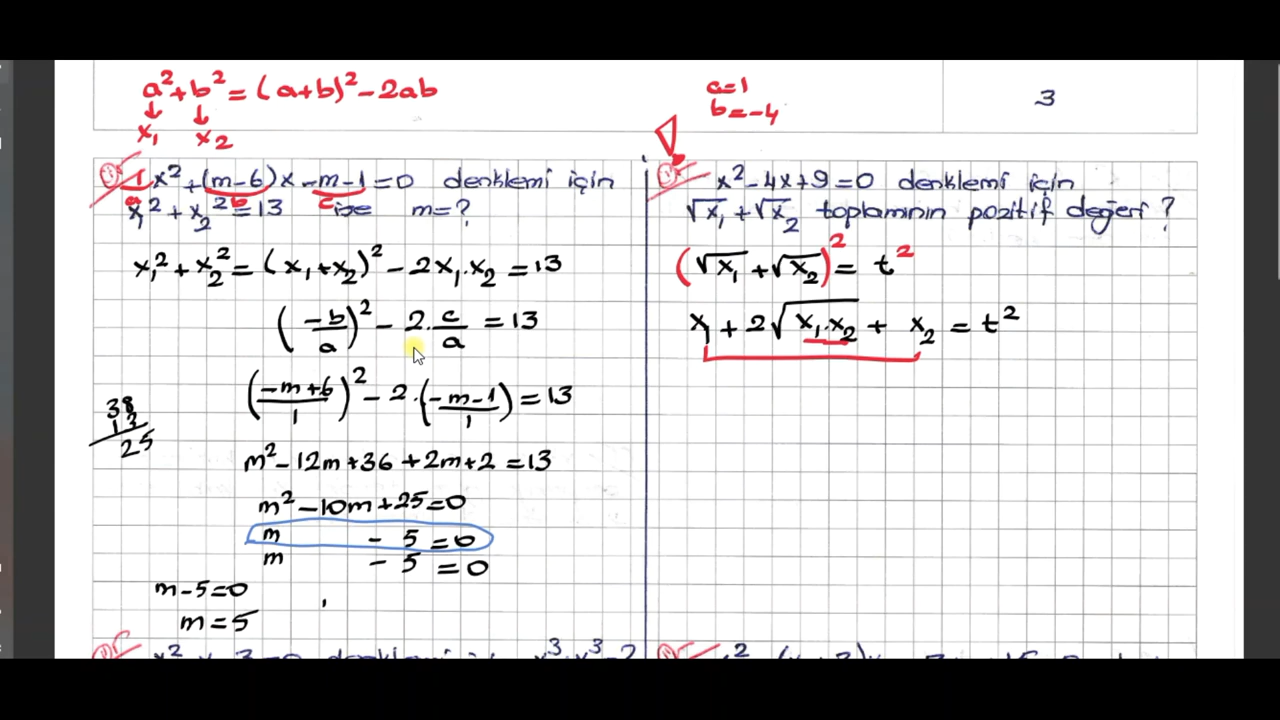 a²+b²=(a+b)²-2ab
x₁ x₂
a=1
b=-4
3
1x²+(m-6)x-m-1=0 denklemi için
a b c
x₁²+x₂²=13 ise m=?
x₁²+x₂²=(x₁+x₂)²-2x₁.x₂=13
(-b/a)²-2.c/a=13
((-m+6)/1)²-2.((-m-1)/1)=13
38
13
25
m²-12m+36+2m+2=13
m²-10m+25=0
m -5=0
m -5=0
m-5=0
m=5
x²-4x+9=0 denklemi için
√x₁+√x₂ toplamının pozitif değeri?
(√x₁+√x₂)²=t²
x₁+2√x₁.x₂+x₂=t²